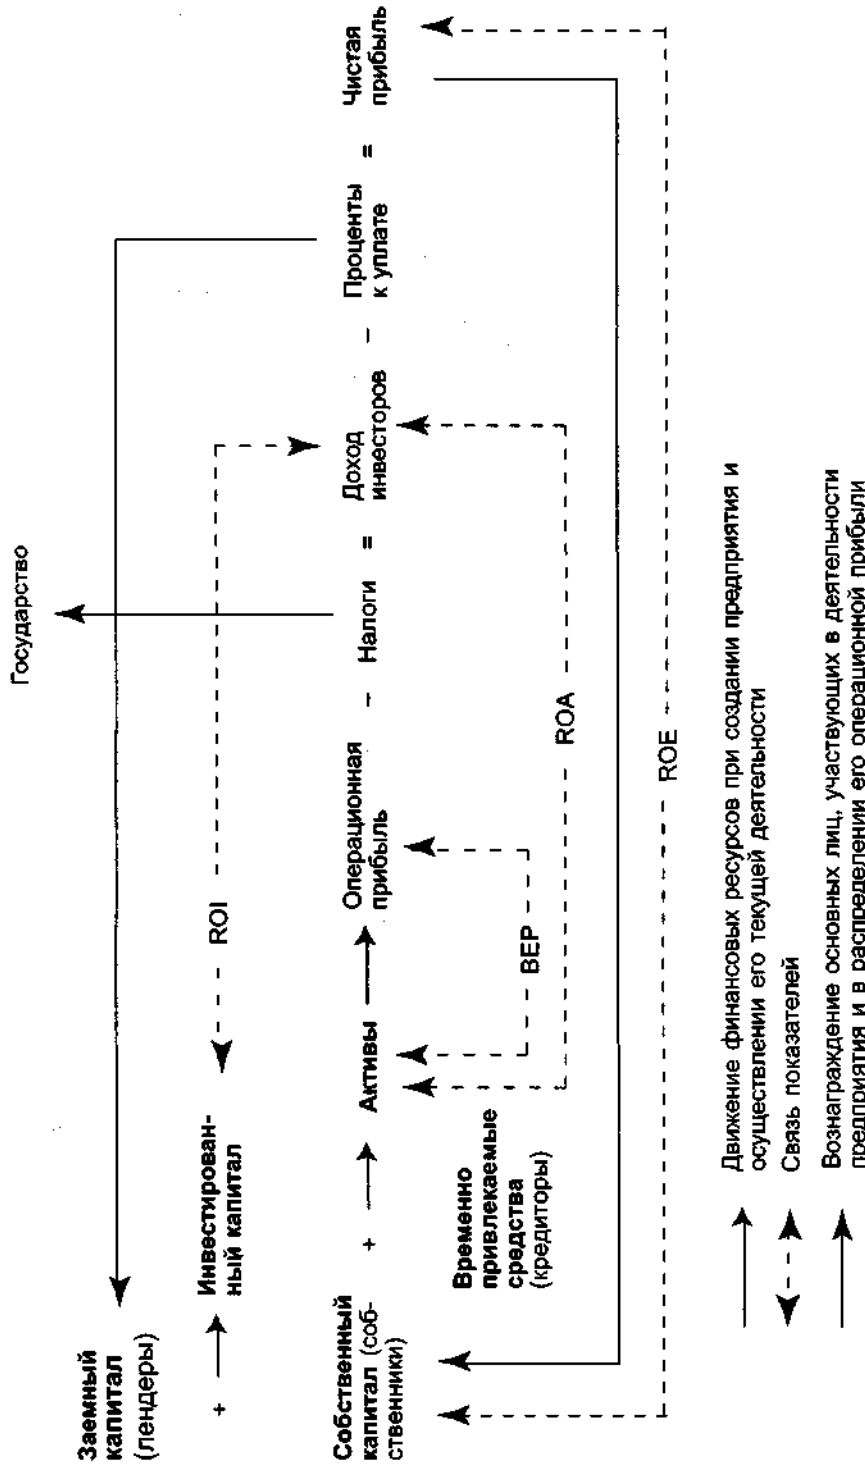 Государство
Заемный
капитал
(лендеры)
+
Инвестирован-
ный капитал
ROI
Собственный
капитал (соб-
ственники)
+
Временно
привлекаемые
средства
(кредиторы)
Активы
Операционная
прибыль
–
Налоги
=
Доход
инвесторов
–
Проценты
к уплате
=
Чистая
прибыль
BEP
ROA
ROE
Движение финансовых ресурсов при создании предприятия и
осуществлении его текущей деятельности
Связь показателей
Вознаграждение основных лиц, участвующих в деятельности
предприятия и в распределении его операционной прибыли